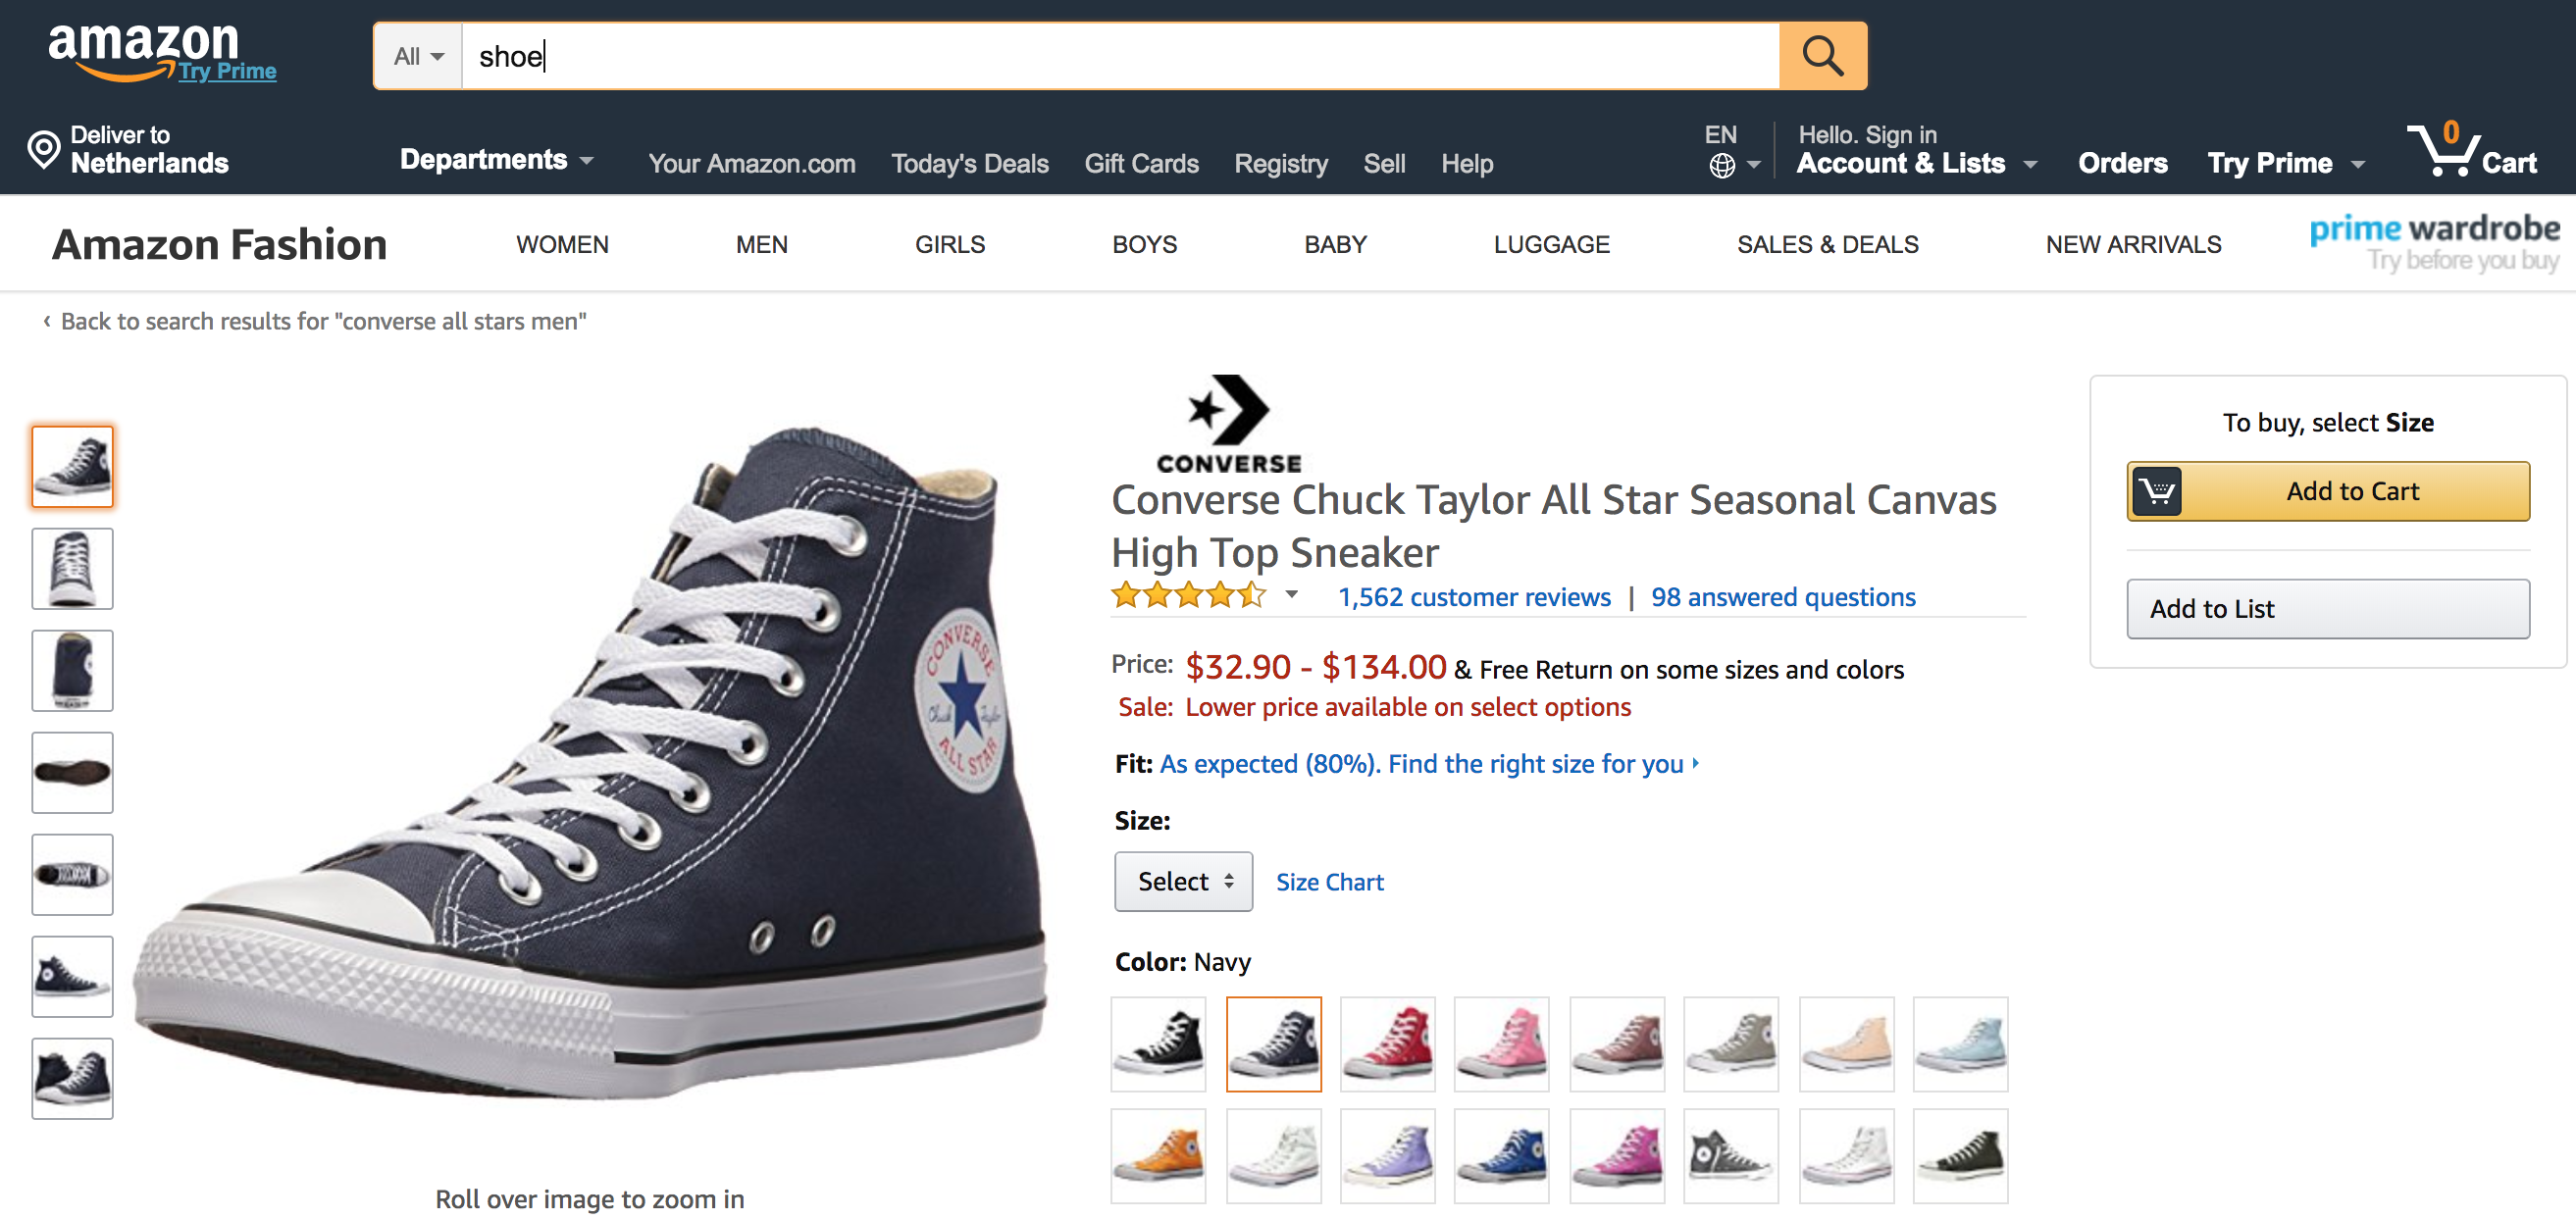 amazon
Try Prime
All
shoe
Deliver to
Netherlands
Departments
Your Amazon.com
Today's Deals
Gift Cards
Registry
Sell
Help
EN
Hello. Sign in
Account & Lists
Orders
Try Prime
0
Cart
Amazon Fashion
WOMEN
MEN
GIRLS
BOYS
BABY
LUGGAGE
SALES & DEALS
NEW ARRIVALS
prime wardrobe
Try before you buy
‹ Back to search results for "converse all stars men"
CONVERSE
Converse Chuck Taylor All Star Seasonal Canvas
High Top Sneaker
1,562 customer reviews | 98 answered questions
Price: $32.90 - $134.00 & Free Return on some sizes and colors
Sale: Lower price available on select options
Fit: As expected (80%). Find the right size for you
Size:
Select
Size Chart
Color: Navy
To buy, select Size
Add to Cart
Add to List
CONVERSE
Chuck Taylor
ALL STAR
Roll over image to zoom in